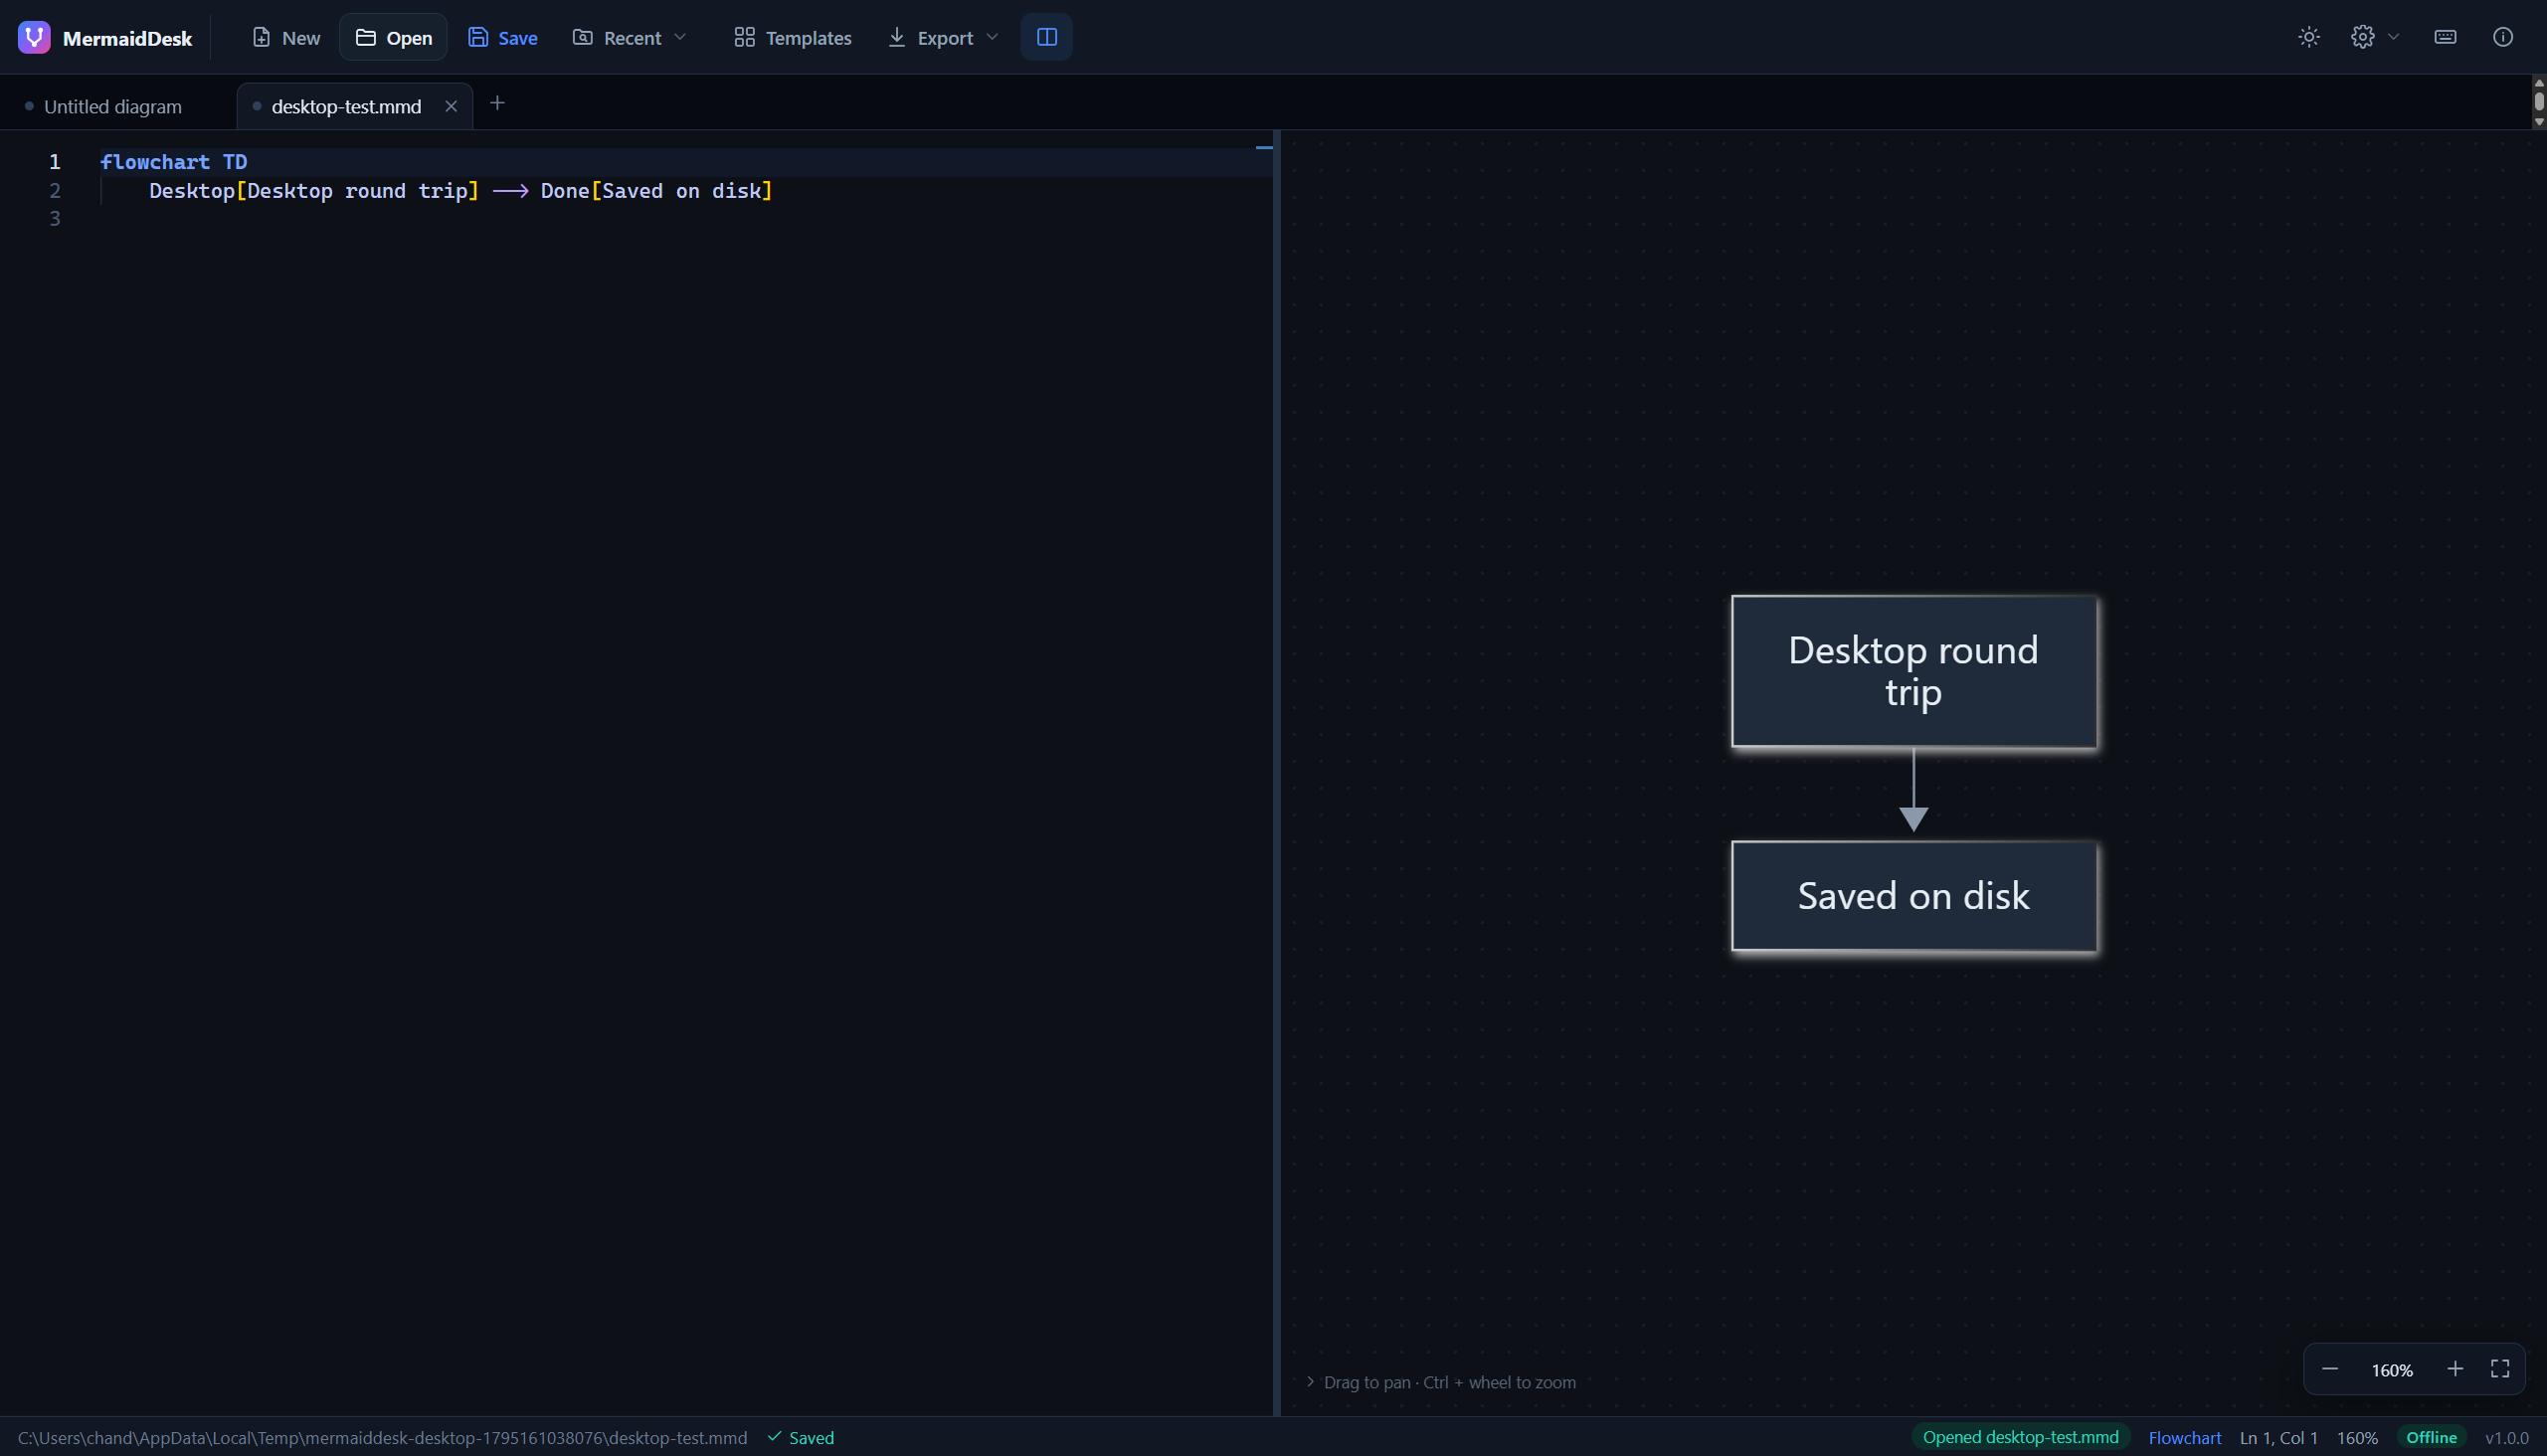 MermaidDesk New Open Save Recent Templates Export
Untitled diagram desktop-test.mmd
1 flowchart TD
2 Desktop[Desktop round trip] --> Done[Saved on disk]
3
Desktop round
trip
Saved on disk
Drag to pan · Ctrl + wheel to zoom
160%
C:\Users\chand\AppData\Local\Temp\mermaiddesk-desktop-1795161038076\desktop-test.mmd Saved Opened desktop-test.mmd Flowchart Ln 1, Col 1 160% Offline v1.0.0